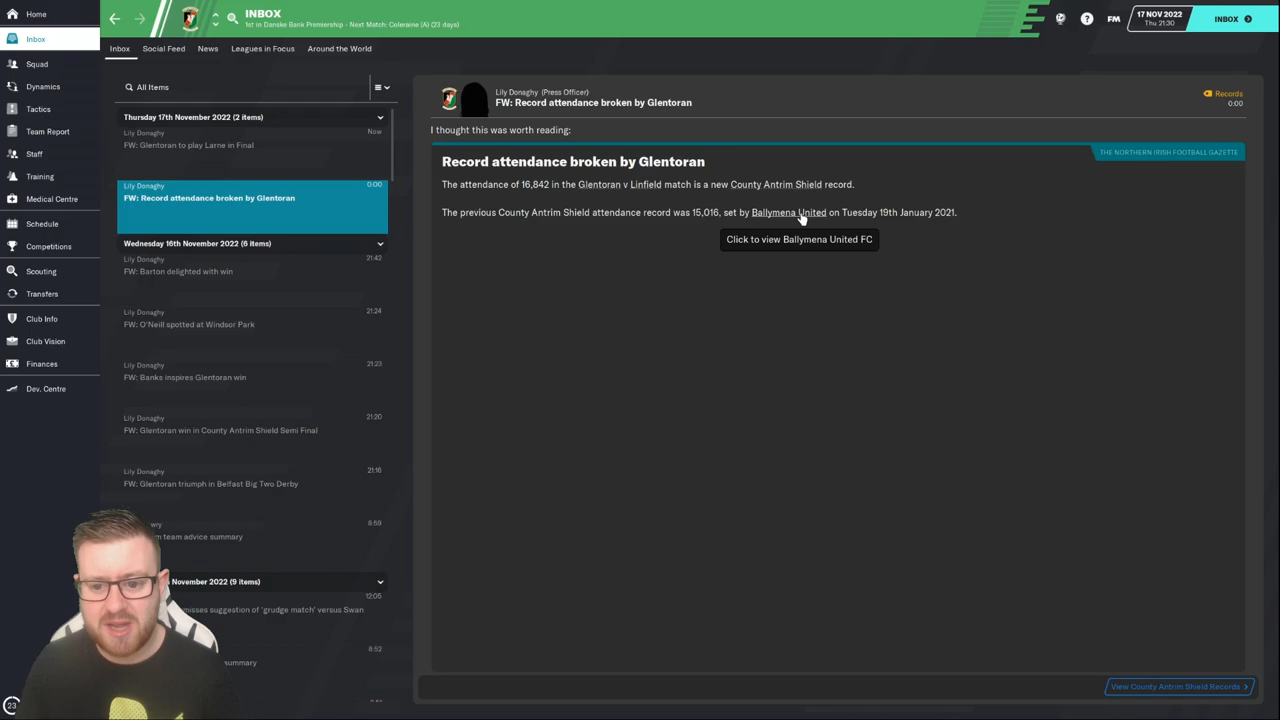 Home
Inbox
Squad
Dynamics
Tactics
Team Report
Staff
Training
Medical Centre
Schedule
Competitions
Scouting
Transfers
Club Info
Club Vision
Finances
Dev. Centre
23
INBOX
1st in Danske Bank Premiership - Next Match: Coleraine (A) (23 days)
FM
17 NOV 2022
Thu 21:30
INBOX
Inbox
Social Feed
News
Leagues in Focus
Around the World
All Items
Thursday 17th November 2022 (2 items)
Lily Donaghy
Now
FW: Glentoran to play Larne in Final
Lily Donaghy
0:00
FW: Record attendance broken by Glentoran
Wednesday 16th November 2022 (6 items)
Lily Donaghy
21:42
FW: Barton delighted with win
Lily Donaghy
21:24
FW: O'Neill spotted at Windsor Park
Lily Donaghy
21:23
FW: Banks inspires Glentoran win
Lily Donaghy
21:20
FW: Glentoran win in County Antrim Shield Semi Final
Lily Donaghy
21:16
FW: Glentoran triumph in Belfast Big Two Derby
wry
8:59
team advice summary
November 2022 (9 items)
12:05
misses suggestion of 'grudge match' versus Swan
8:52
summary
Lily Donaghy (Press Officer)
FW: Record attendance broken by Glentoran
Records
0:00
I thought this was worth reading:
THE NORTHERN IRISH FOOTBALL GAZETTE
Record attendance broken by Glentoran
The attendance of 16,842 in the Glentoran v Linfield match is a new County Antrim Shield record.
The previous County Antrim Shield attendance record was 15,016, set by Ballymena United on Tuesday 19th January 2021.
Click to view Ballymena United FC
View County Antrim Shield Records